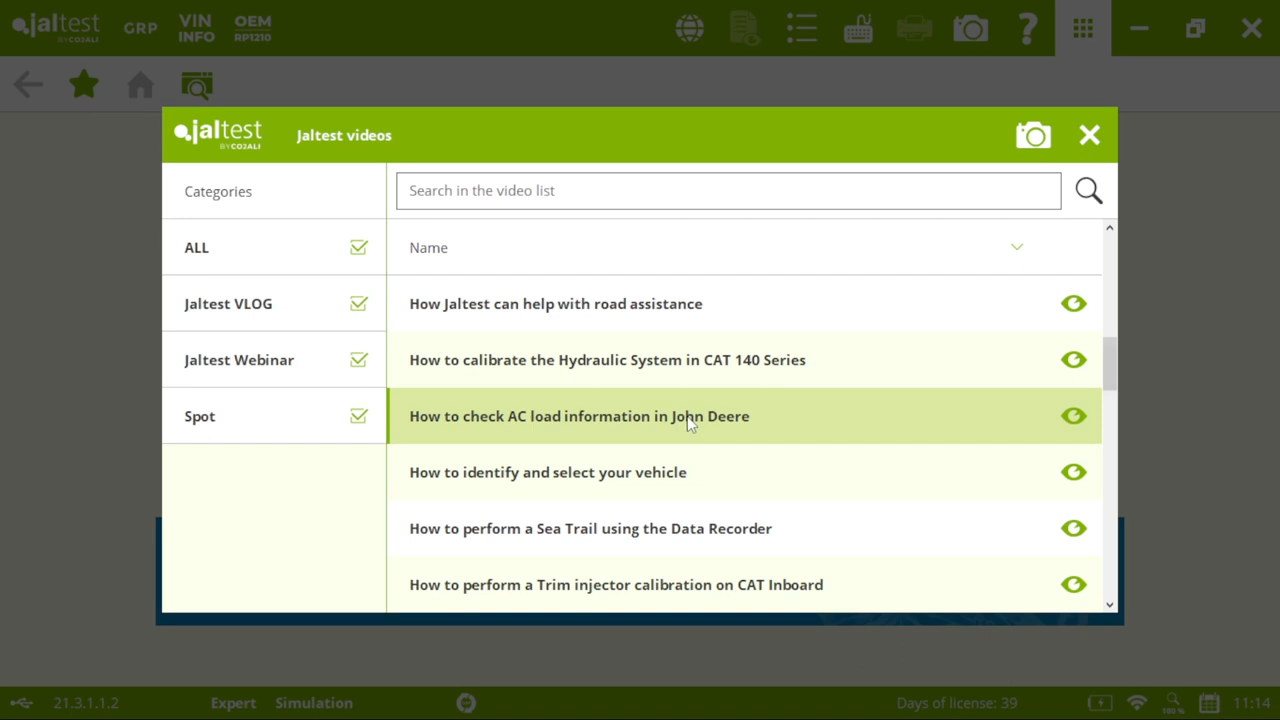 jaltest GRP VIN INFO OEM RP1210
BY COJALI
jaltest Jaltest videos
BY COJALI
Categories
Search in the video list
ALL
Name
Jaltest VLOG
How Jaltest can help with road assistance
Jaltest Webinar
How to calibrate the Hydraulic System in CAT 140 Series
Spot
How to check AC load information in John Deere
How to identify and select your vehicle
How to perform a Sea Trail using the Data Recorder
How to perform a Trim injector calibration on CAT Inboard
21.3.1.1.2 Expert Simulation Days of license: 39 100 % 11:14